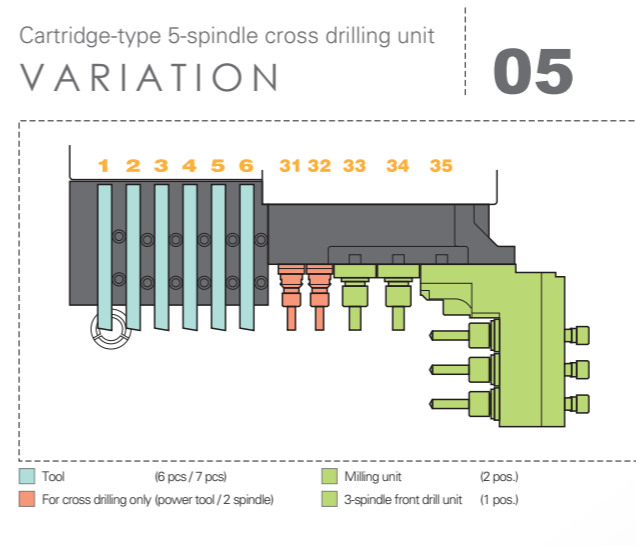 Cartridge-type 5-spindle cross drilling unit
VARIATION
05
1 2 3 4 5 6 31 32 33 34 35
Tool (6 pcs / 7 pcs)
Milling unit (2 pos.)
For cross drilling only (power tool / 2 spindle)
3-spindle front drill unit (1 pos.)